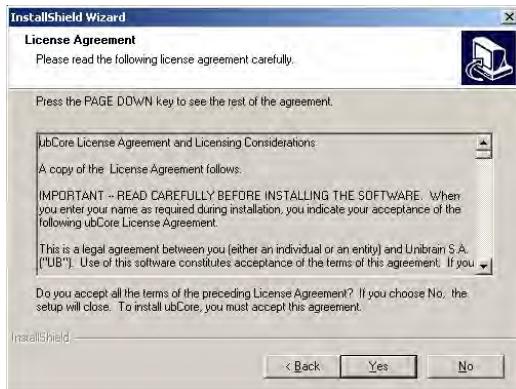 InstallShield Wizard
License Agreement
Please read the following license agreement carefully.
Press the PAGE DOWN key to see the rest of the agreement.
ubCore License Agreement and Licensing Considerations
A copy of the  License Agreement follows.
IMPORTANT -- READ CAREFULLY BEFORE INSTALLING THE SOFTWARE.  When
you enter your name as required during installation, you indicate your acceptance of the
following ubCore License Agreement.
This is a legal agreement between you (either an individual or an entity) and Unibrain S.A.
("UB").  Use of this software constitutes acceptance of the terms of this agreement.  If you
Do you accept all the terms of the preceding License Agreement?  If you choose No,  the
setup will close.  To install ubCore, you must accept this agreement.
InstallShield
< Back
Yes
No